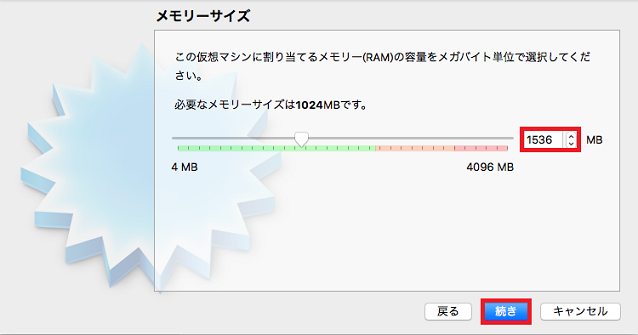 メモリーサイズ
この仮想マシンに割り当てるメモリー(RAM)の容量をメガバイト単位で選択してくだ
さい。
必要なメモリーサイズは1024MBです。
1536 MB
4 MB 4096 MB
戻る 続き キャンセル